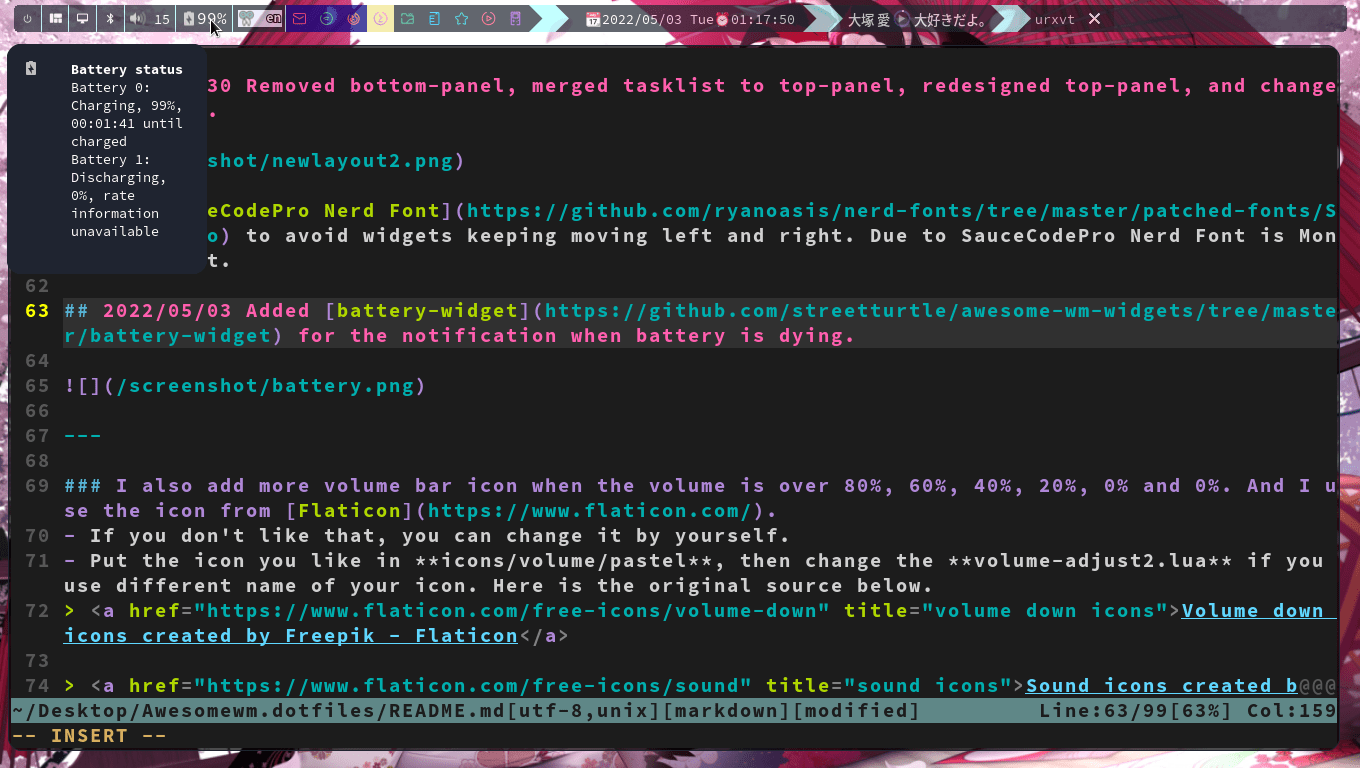 15 99% en 2022/05/03 Tue 01:17:50 大塚 愛 大好きだよ。 urxvt
Battery status
Battery 0:
Charging, 99%,
00:01:41 until
charged
Battery 1:
Discharging,
0%, rate
information
unavailable
30 Removed bottom-panel, merged tasklist to top-panel, redesigned top-panel, and change
.
shot/newlayout2.png)
eCodePro Nerd Font](https://github.com/ryanoasis/nerd-fonts/tree/master/patched-fonts/S
o) to avoid widgets keeping moving left and right. Due to SauceCodePro Nerd Font is Mon
t.
62
63 ## 2022/05/03 Added [battery-widget](https://github.com/streetturtle/awesome-wm-widgets/tree/maste
r/battery-widget) for the notification when battery is dying.
64
65 ![](/screenshot/battery.png)
66
67 ---
68
69 ### I also add more volume bar icon when the volume is over 80%, 60%, 40%, 20%, 0% and 0%. And I u
se the icon from [Flaticon](https://www.flaticon.com/).
70 - If you don't like that, you can change it by yourself.
71 - Put the icon you like in **icons/volume/pastel**, then change the **volume-adjust2.lua** if you
use different name of your icon. Here is the original source below.
72 > <a href="https://www.flaticon.com/free-icons/volume-down" title="volume down icons">Volume down
icons created by Freepik - Flaticon</a>
73
74 > <a href="https://www.flaticon.com/free-icons/sound" title="sound icons">Sound icons created b@@@
~/Desktop/Awesomewm.dotfiles/README.md[utf-8,unix][markdown][modified] Line:63/99[63%] Col:159
-- INSERT --